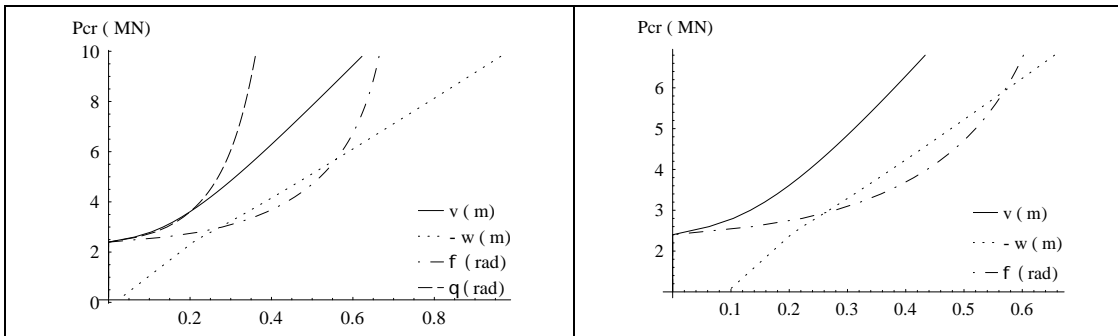 Pcr ( MN)
10
8
6
4
2
0
0.2 0.4 0.6 0.8
v ( m)
- w ( m)
f ( rad)
q ( rad)
Pcr ( MN)
6
5
4
3
2
0.1 0.2 0.3 0.4 0.5 0.6
v ( m)
- w ( m)
f ( rad)